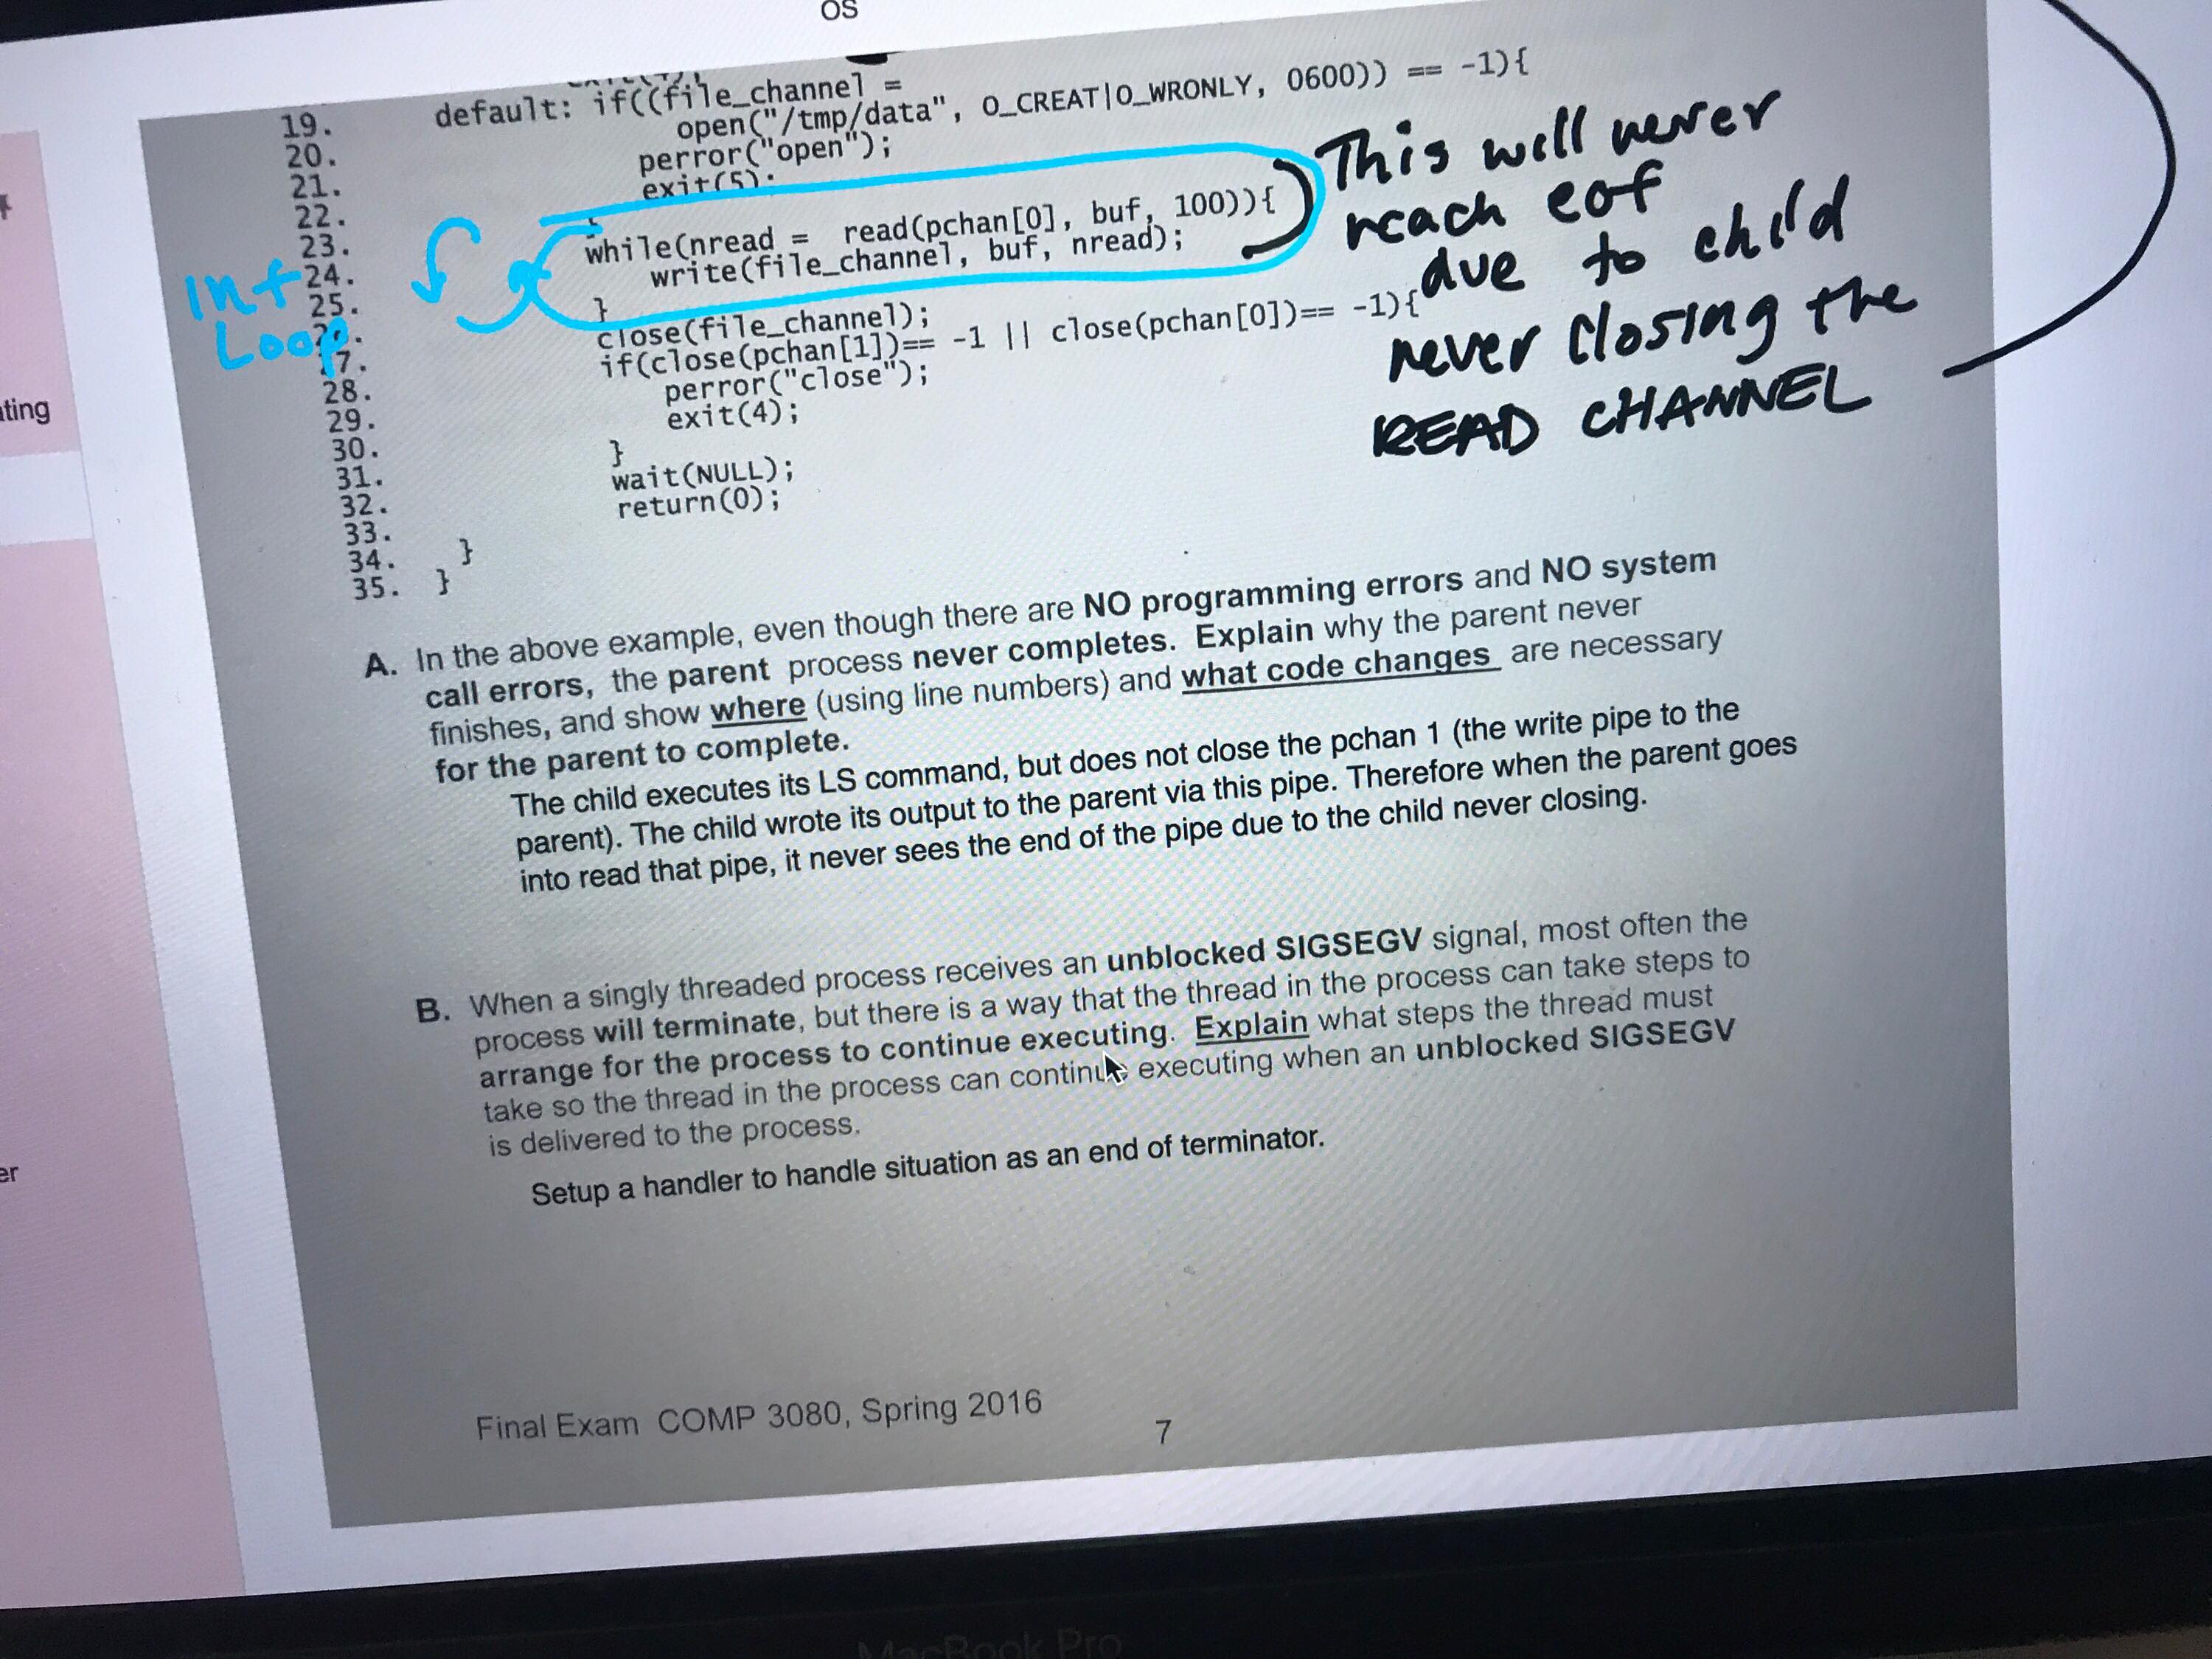 OS
19. default: if((file_channel =
20. open("/tmp/data", O_CREAT|O_WRONLY, 0600)) == -1){
21. perror("open");
22. exit(5);
23. while(nread = read(pchan[0], buf, 100)){
24. write(file_channel, buf, nread);
25. }
close(file_channel);
if(close(pchan[1])== -1 || close(pchan[0])== -1){
28. perror("close");
29. exit(4);
30. }
31. wait(NULL);
32. return(0);
33.
34. }
35. }
Inf
Loop
This will never
reach eof
due to child
never closing the
READ CHANNEL
ating
er
A. In the above example, even though there are NO programming errors and NO system
call errors, the parent process never completes. Explain why the parent never
finishes, and show where (using line numbers) and what code changes are necessary
for the parent to complete.
The child executes its LS command, but does not close the pchan 1 (the write pipe to the
parent). The child wrote its output to the parent via this pipe. Therefore when the parent goes
into read that pipe, it never sees the end of the pipe due to the child never closing.
B. When a singly threaded process receives an unblocked SIGSEGV signal, most often the
process will terminate, but there is a way that the thread in the process can take steps to
arrange for the process to continue executing. Explain what steps the thread must
take so the thread in the process can continue executing when an unblocked SIGSEGV
is delivered to the process.
Setup a handler to handle situation as an end of terminator.
Final Exam COMP 3080, Spring 2016
7
MacBook Pro